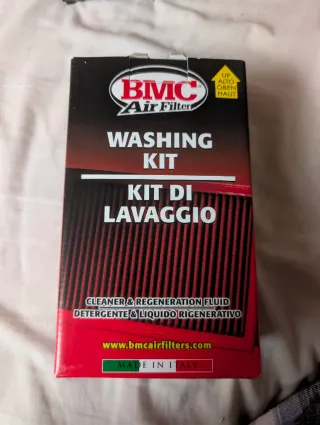 BMC
Air Filter
UP
ALTO
OBEN
HAUT
WASHING
KIT
KIT DI
LAVAGGIO
CLEANER & REGENERATION FLUID
DETERGENTE & LIQUIDO RIGENERATIVO
www.bmcairfilters.com
MADE IN ITALY